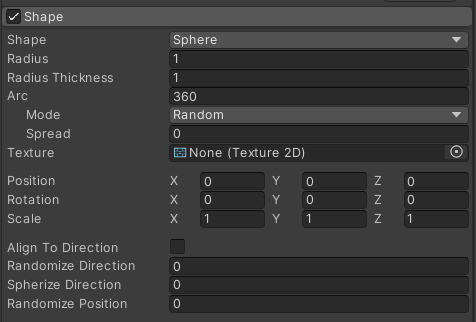 Shape
Shape Sphere
Radius 1
Radius Thickness 1
Arc 360
Mode Random
Spread 0
Texture None (Texture 2D)
Position X 0 Y 0 Z 0
Rotation X 0 Y 0 Z 0
Scale X 1 Y 1 Z 1
Align To Direction
Randomize Direction 0
Spherize Direction 0
Randomize Position 0